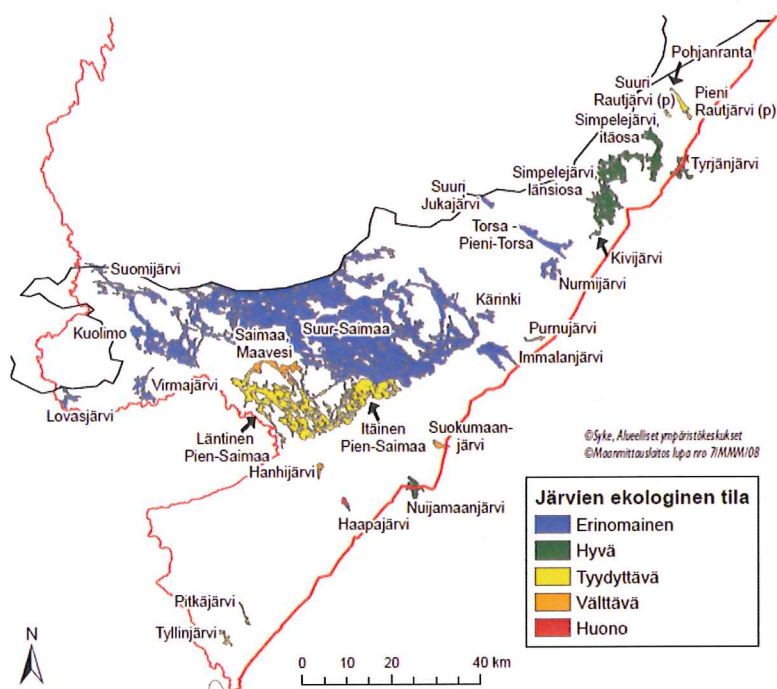 Pohjanranta
Suuri
Rautjärvi (p)
Pieni
Rautjärvi (p)
Simpelejärvi,
itäosa
Simpelejärvi
länsiosa
Tyrjänjärvi
Suuri
Jukajärvi
Torsa -
Pieni-Torsa
Kivijärvi
Nurmijärvi
Suomijärvi
Kärinki
Kuolimo
Suur-Saimaa
Saimaa,
Maavesi
Purnujärvi
Immalanjärvi
Virmajärvi
Lovasjärvi
Itäinen
Pien-Saimaa
Läntinen
Pien-Saimaa
Suokumaan-
järvi
Hanhijärvi
Nuijamaanjärvi
Haapajärvi
Pitkäjärvi
Tyllinjärvi
©Syke, Alueelliset ympäristökeskukset
©Maanmittauslaitos lupa nro 7/MMM/08
Järvien ekologinen tila
Erinomainen
Hyvä
Tyydyttävä
Välttävä
Huono
N
0 10 20 40 km